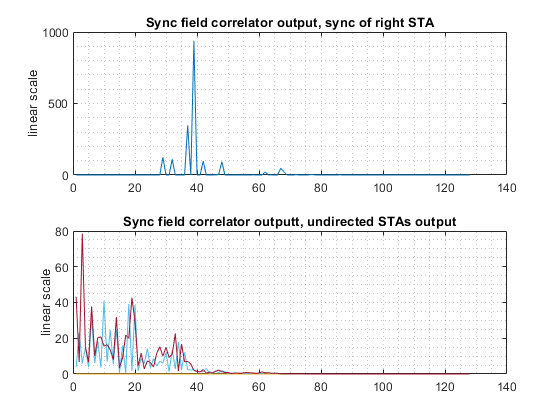 Sync field correlator output, sync of right STA
linear scale
1000
500
0
0 20 40 60 80 100 120 140
Sync field correlator outputt, undirected STAs output
linear scale
80
60
40
20
0
0 20 40 60 80 100 120 140